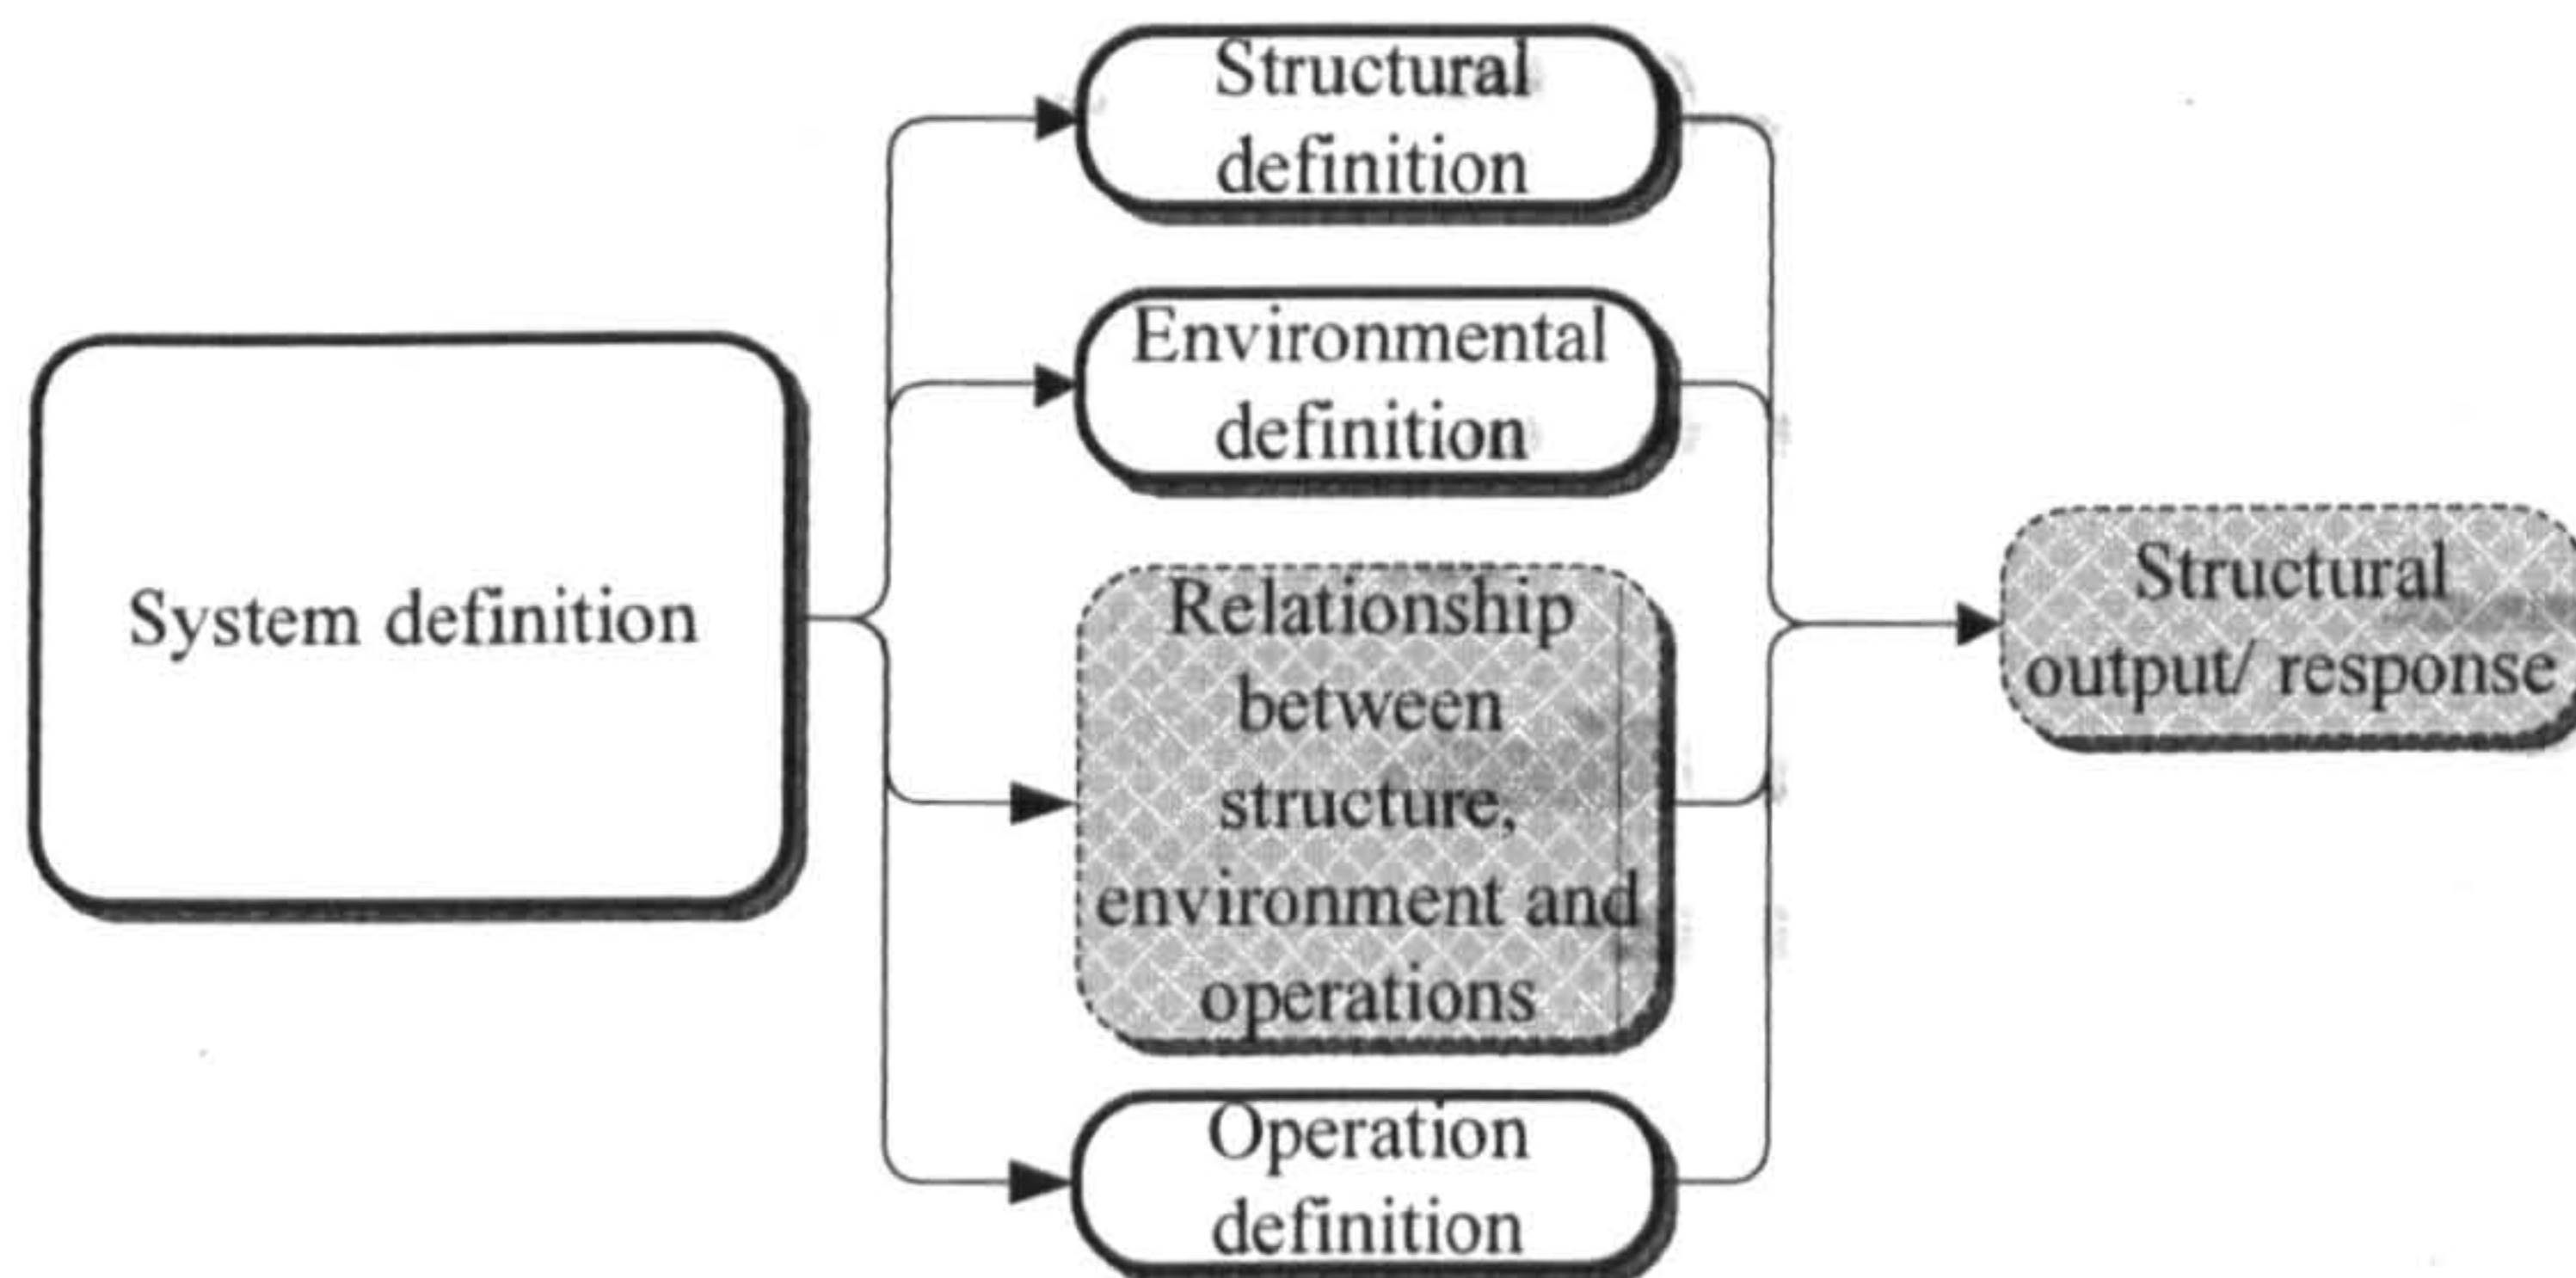 System definition
Structural
definition
Environmental
definition
Relationship
between
structure,
environment and
operations
Operation
definition
Structural
output/ response